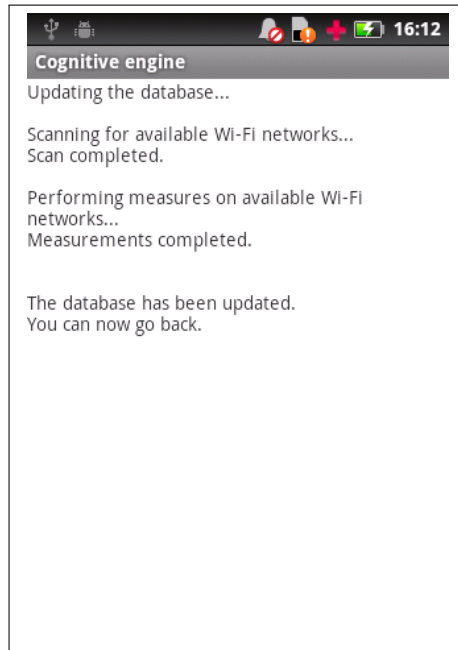 16:12
Cognitive engine
Updating the database...
Scanning for available Wi-Fi networks...
Scan completed.
Performing measures on available Wi-Fi
networks...
Measurements completed.
The database has been updated.
You can now go back.